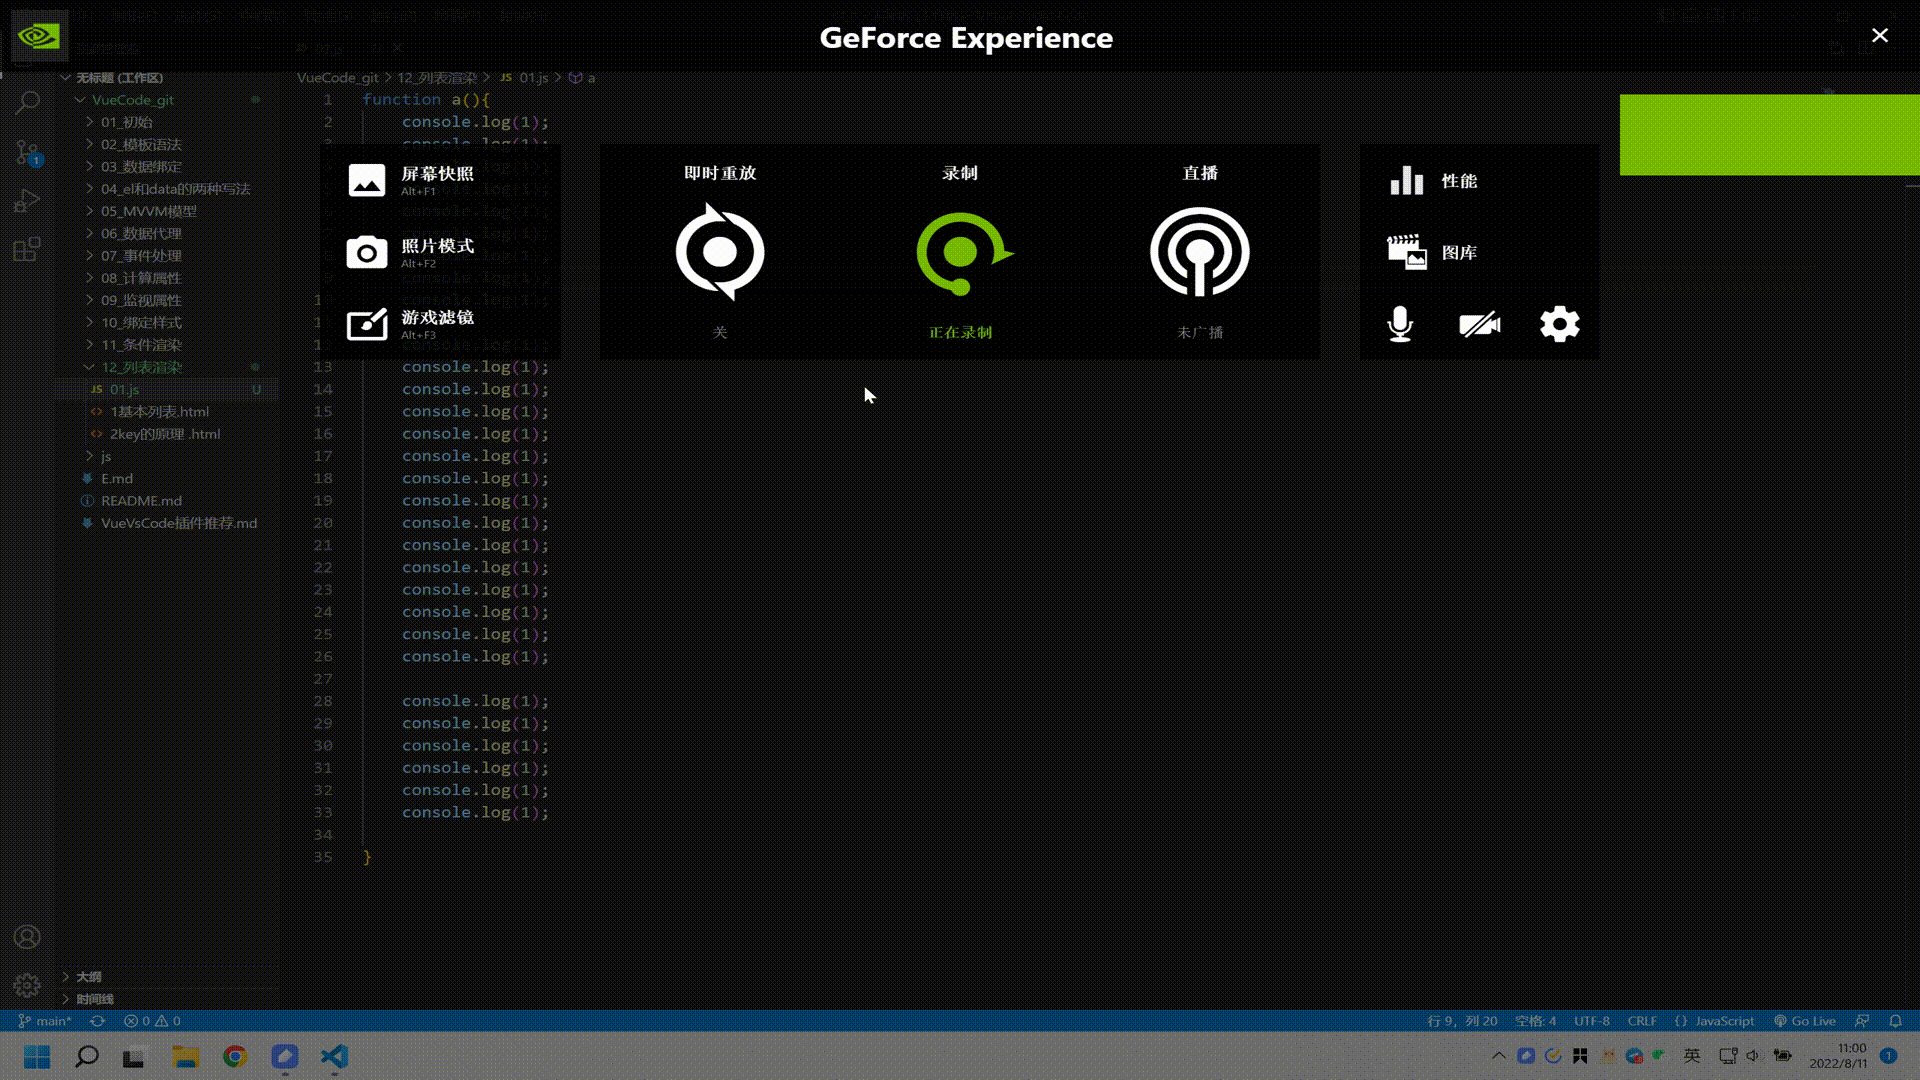 GeForce Experience
无标题 (工作区)
VueCode_git
01_初始
02_模板语法
03_数据绑定
04_el和data的两种写法
05_MVVM模型
06_数据代理
07_事件处理
08_计算属性
09_监视属性
10_绑定样式
11_条件渲染
12_列表渲染
JS 01.js U
<> 1基本列表.html
<> 2key的原理 .html
js
E.md
README.md
VueVsCode插件推荐.md
大纲
时间线
VueCode_git > 12_列表渲染 > JS 01.js > a
1 function a(){
2 console.log(1);
屏幕快照
Alt+F1
照片模式
Alt+F2
游戏滤镜
Alt+F3
即时重放
关
录制
正在录制
直播
未广播
性能
图库
13 console.log(1);
14 console.log(1);
15 console.log(1);
16 console.log(1);
17 console.log(1);
18 console.log(1);
19 console.log(1);
20 console.log(1);
21 console.log(1);
22 console.log(1);
23 console.log(1);
24 console.log(1);
25 console.log(1);
26 console.log(1);
27
28 console.log(1);
29 console.log(1);
30 console.log(1);
31 console.log(1);
32 console.log(1);
33 console.log(1);
34
35 }
main* 0 0 行 9, 列 20 空格: 4 UTF-8 CRLF {} JavaScript Go Live
英 11:00
2022/8/11 1